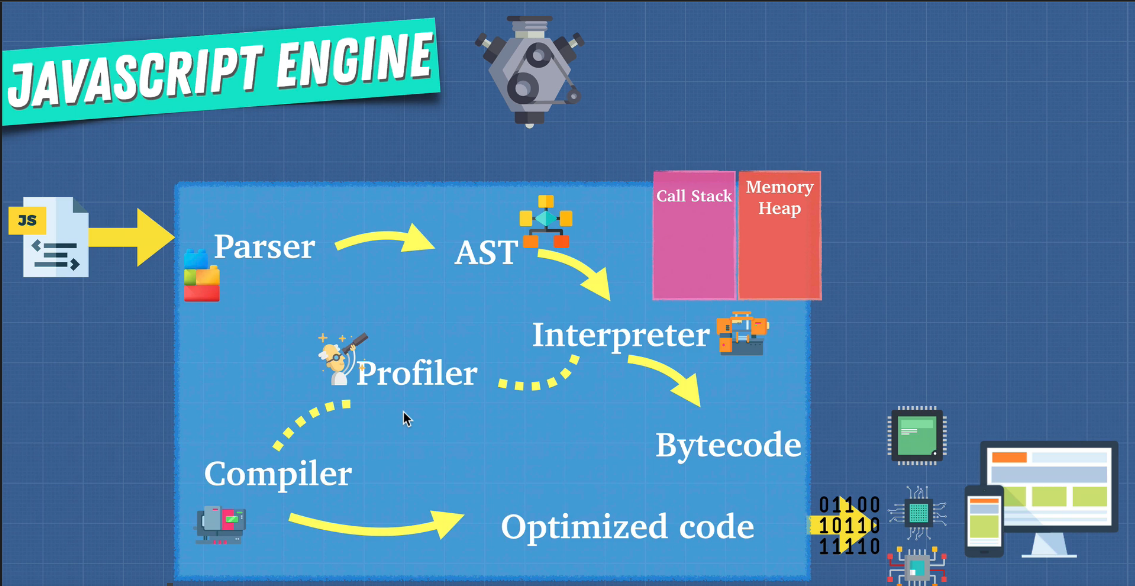 JAVASCRIPT ENGINE
JS
Parser
AST
Call Stack
Memory
Heap
Interpreter
Profiler
Bytecode
Compiler
Optimized code
01100
10110
11110